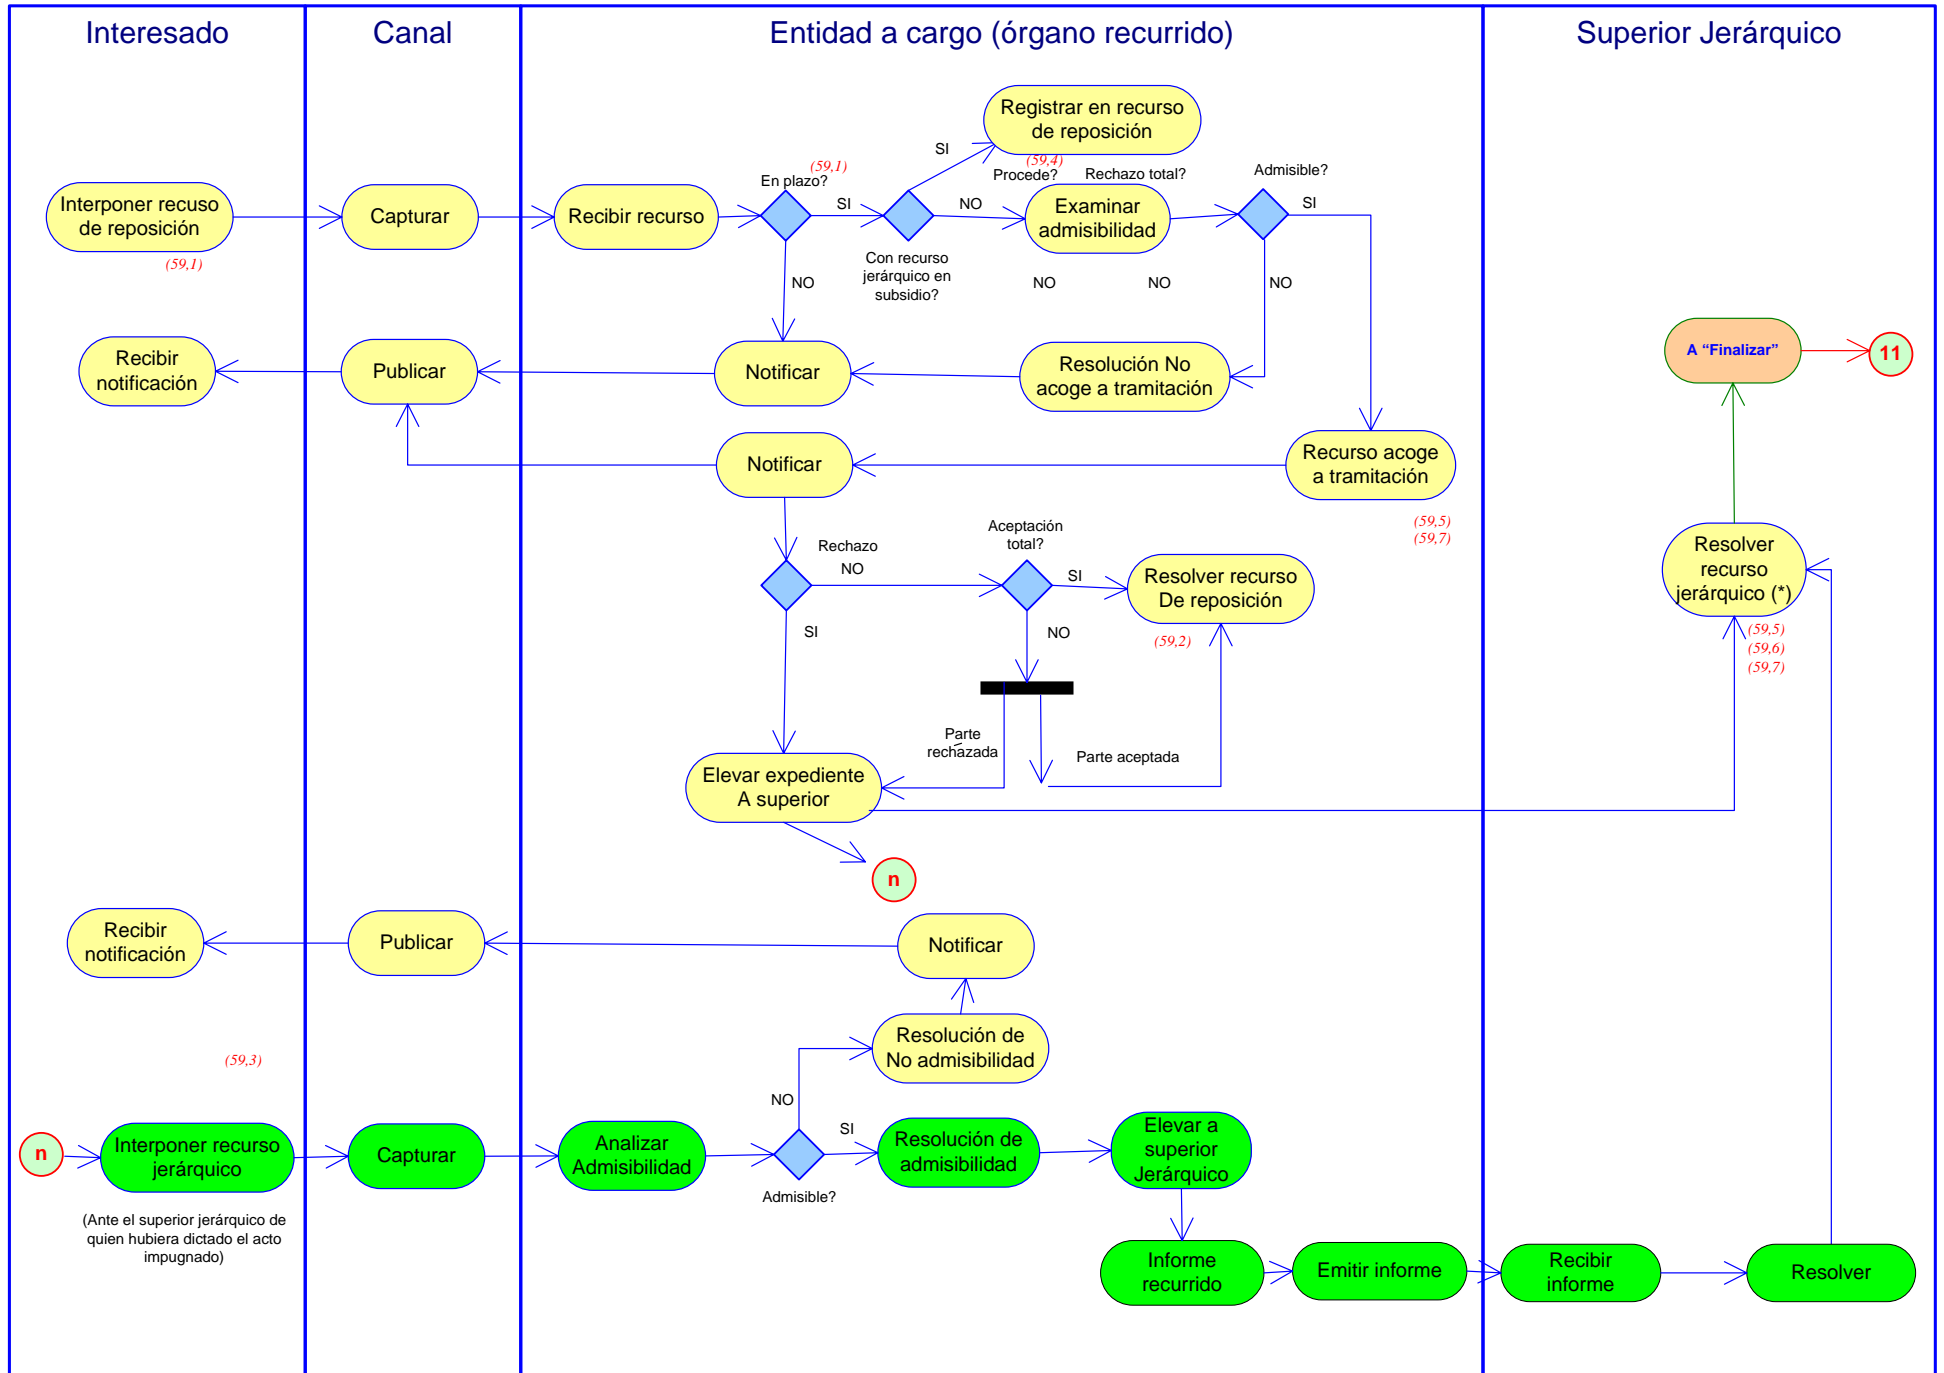 Interesado
Canal
Entidad a cargo (órgano recurrido)
Superior Jerárquico
Registrar en recurso
de reposición
SI
(59,1)
(59,4)
En plazo?
Procede?
Rechazo total?
Admisible?
Interponer recuso
de reposición
(59,1)
Capturar
Recibir recurso
SI
NO
Examinar
admisibilidad
SI
Con recurso
jerárquico en
subsidio?
NO
NO
NO
NO
Recibir
notificación
Publicar
Notificar
Resolución No
acoge a tramitación
A “Finalizar”
11
Notificar
Recurso acoge
a tramitación
(59,5)
(59,7)
Rechazo
NO
Aceptación
total?
SI
Resolver recurso
De reposición
(59,2)
Resolver
recurso
jerárquico (*)
(59,5)
(59,6)
(59,7)
SI
NO
Parte
rechazada
Parte aceptada
Elevar expediente
A superior
n
Recibir
notificación
Publicar
Notificar
Resolución de
No admisibilidad
(59,3)
NO
n
Interponer recurso
jerárquico
(Ante el superior jerárquico de
quien hubiera dictado el acto
impugnado)
Capturar
Analizar
Admisibilidad
SI
Admisible?
Resolución de
admisibilidad
Elevar a
superior
Jerárquico
Informe
recurrido
Emitir informe
Recibir
informe
Resolver